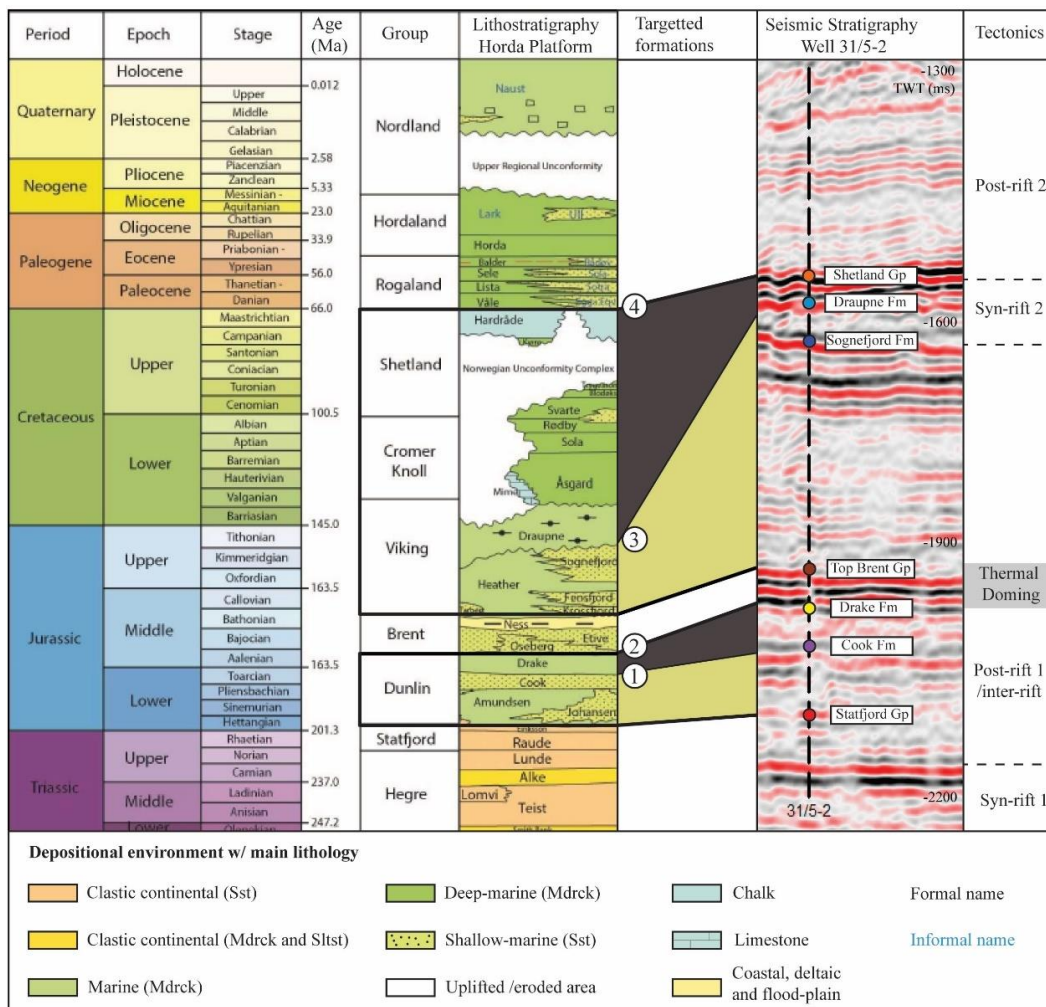 Period
Epoch
Stage
Age
(Ma)
Group
Lithostratigraphy
Horda Platform
Targetted
formations
Seismic Stratigraphy
Well 31/5-2
Tectonics
Quaternary
Neogene
Paleogene
Cretaceous
Jurassic
Triassic
Holocene
Pleistocene
Pliocene
Miocene
Oligocene
Eocene
Paleocene
Upper
Lower
Upper
Middle
Lower
Upper
Middle
Lower
Upper
Middle
Calabrian
Gelasian
Piacenzian
Zanclean
Messinian -
Aquitanian
Chattian
Rupelian
Priabonian -
Ypresian
Thanetian -
Danian
Maastrichtian
Campanian
Santonian
Coniacian
Turonian
Cenomian
Albian
Aptian
Barremian
Hauterivian
Valganian
Barriasian
Tithonian
Kimmeridgian
Oxfordian
Callovian
Bathonian
Bajocian
Aalenian
Toarcian
Pliensbachian
Sinemurian
Hettangian
Rhaetian
Norian
Carnian
Ladinian
Anisian
0.012
2.58
5.33
23.0
33.9
56.0
66.0
100.5
145.0
163.5
163.5
201.3
237.0
247.2
Nordland
Hordaland
Rogaland
Shetland
Cromer
Knoll
Viking
Brent
Dunlin
Statfjord
Hegre
Naust
Upper Regional Unconformity
Lark
Horda
Balder
Sele
Lista
Våle
Hardråde
Norwegian Unconformity Complex
Svarte
Rødby
Sola
Åsgard
Mimer
Draupne
Sognefjord
Heather
Fensfjord
Krossfjord
Ness
Oseberg
Etive
Drake
Cook
Amundsen
Johansen
Raude
Lunde
Alke
Lomvi
Teist
4
3
2
1
-1300
TWT (ms)
Shetland Gp
Draupne Fm
-1600
Sognefjord Fm
-1900
Top Brent Gp
Drake Fm
Cook Fm
Statfjord Gp
-2200
31/5-2
Post-rift 2
Syn-rift 2
Thermal
Doming
Post-rift 1
/inter-rift
Syn-rift 1
Depositional environment w/ main lithology
Clastic continental (Sst)
Clastic continental (Mdrck and Sltst)
Marine (Mdrck)
Deep-marine (Mdrck)
Shallow-marine (Sst)
Uplifted /eroded area
Chalk
Limestone
Coastal, deltaic
and flood-plain
Formal name
Informal name